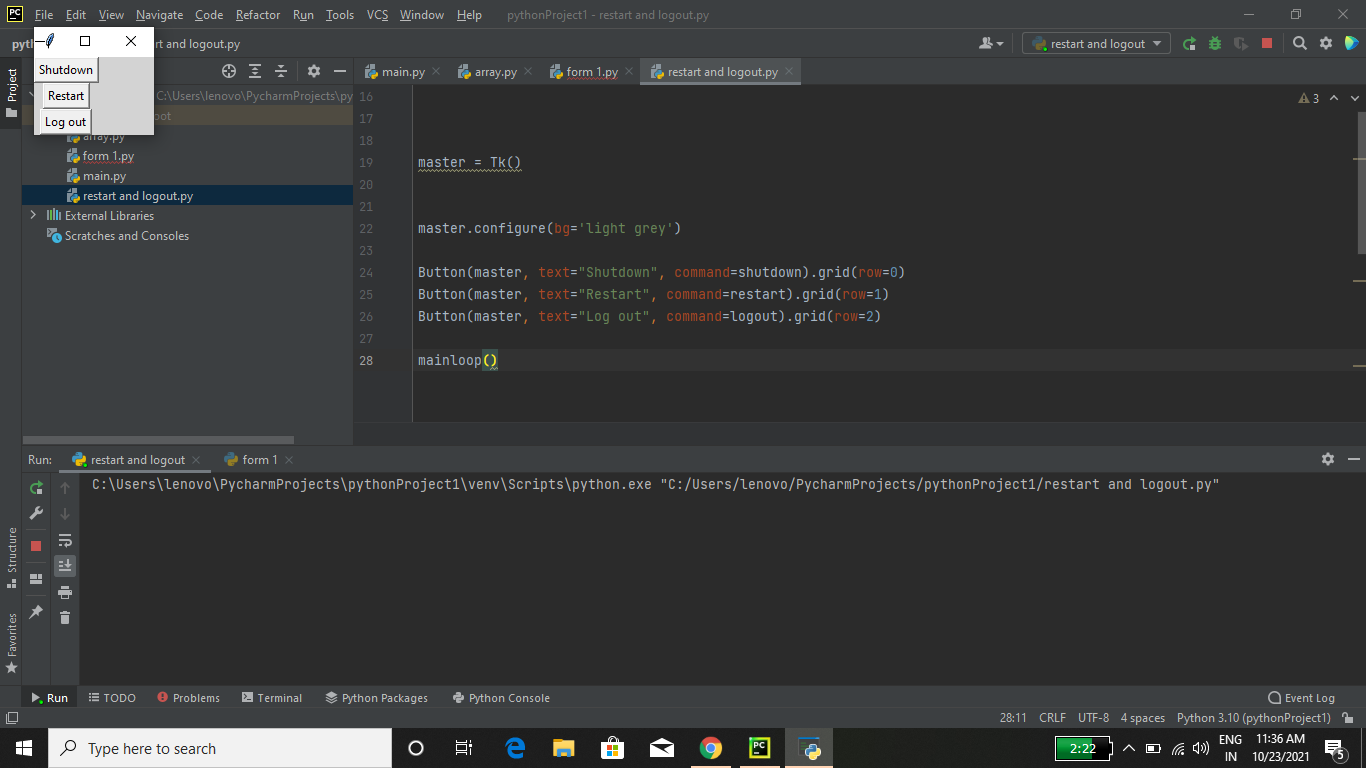 PC File Edit View Navigate Code Refactor Run Tools VCS Window Help pythonProject1 - restart and logout.py
rt and logout.py
restart and logout
Shutdown
Restart
Log out
Project
C:\Users\lenovo\PycharmProjects\py
oot
array.py
form 1.py
main.py
restart and logout.py
External Libraries
Scratches and Consoles
main.py array.py form 1.py restart and logout.py
3
16
17
18
19 master = Tk()
20
21
22 master.configure(bg='light grey')
23
24 Button(master, text="Shutdown", command=shutdown).grid(row=0)
25 Button(master, text="Restart", command=restart).grid(row=1)
26 Button(master, text="Log out", command=logout).grid(row=2)
27
28 mainloop()
Run: restart and logout form 1
C:\Users\lenovo\PycharmProjects\pythonProject1\venv\Scripts\python.exe "C:/Users/lenovo/PycharmProjects/pythonProject1/restart and logout.py"
Structure
Favorites
Run TODO Problems Terminal Python Packages Python Console Event Log
28:11 CRLF UTF-8 4 spaces Python 3.10 (pythonProject1)
Type here to search
PC
2:22
ENG
IN
11:36 AM
10/23/2021
5